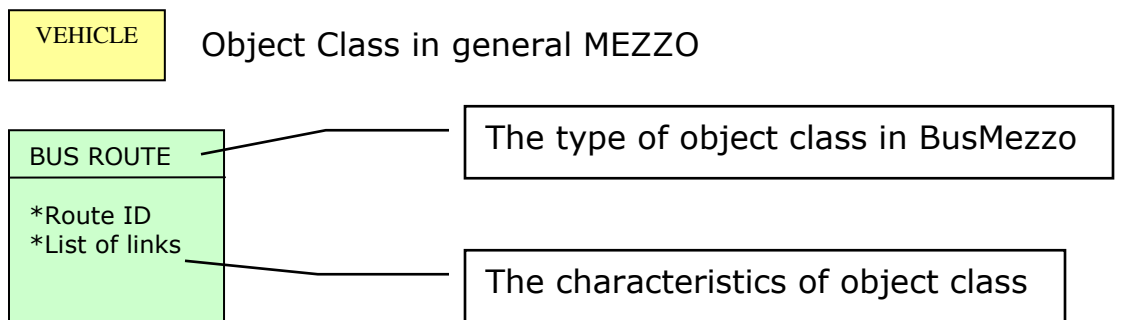 VEHICLE
Object Class in general MEZZO
BUS ROUTE
The type of object class in BusMezzo
*Route ID
*List of links
The characteristics of object class